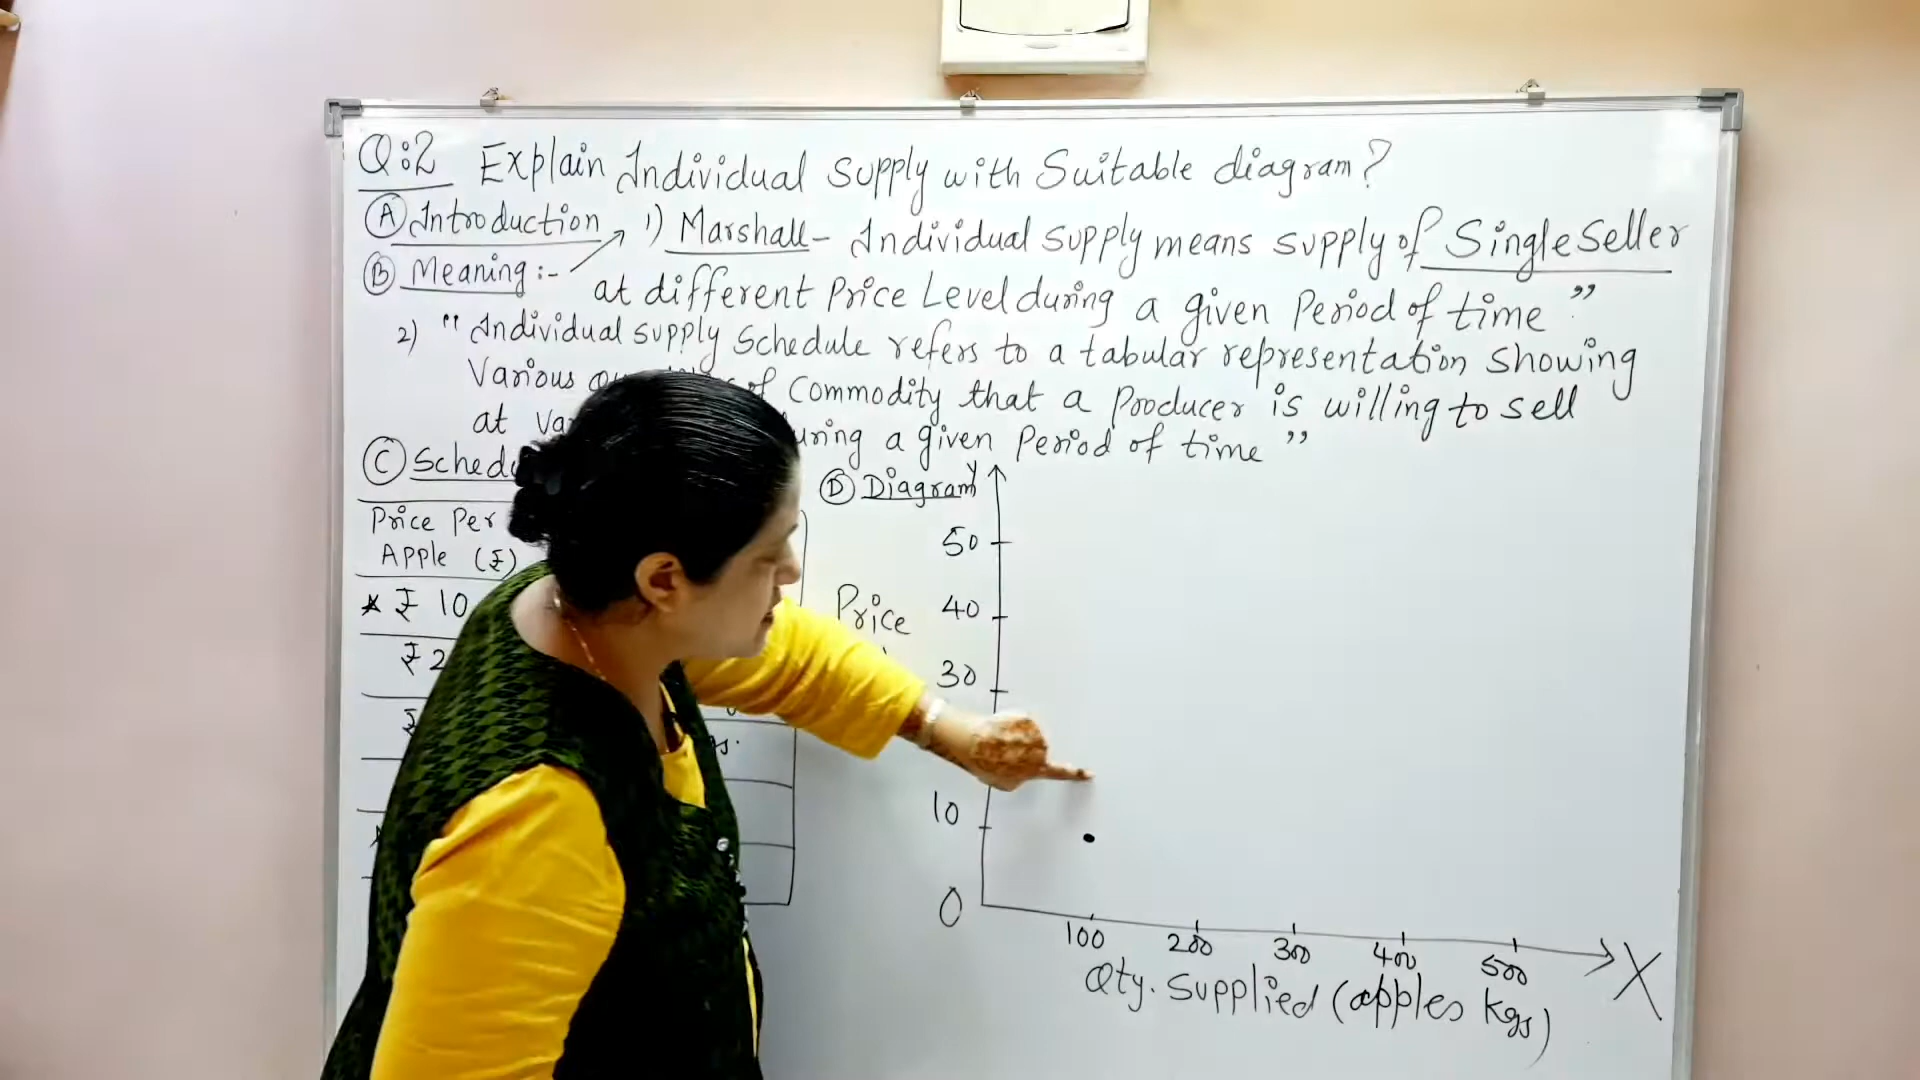 Q:2 Explain Individual Supply with Suitable diagram?
(A) Introduction
1) Marshall - Individual supply means supply of Single Seller
(B) Meaning :-
at different Price Level during a given Period of time "
2) " Individual supply Schedule refers to a tabular representation showing
Various of Commodity that a Producer is willing to sell
at a given Period of time "
(C)
Price Per
Apple (₹)
* ₹ 10
₹
₹
(D) Diagram
Y
50
40
30
10
0
Price
100 200 300 400 500
X
Qty. Supplied (apples kgs)